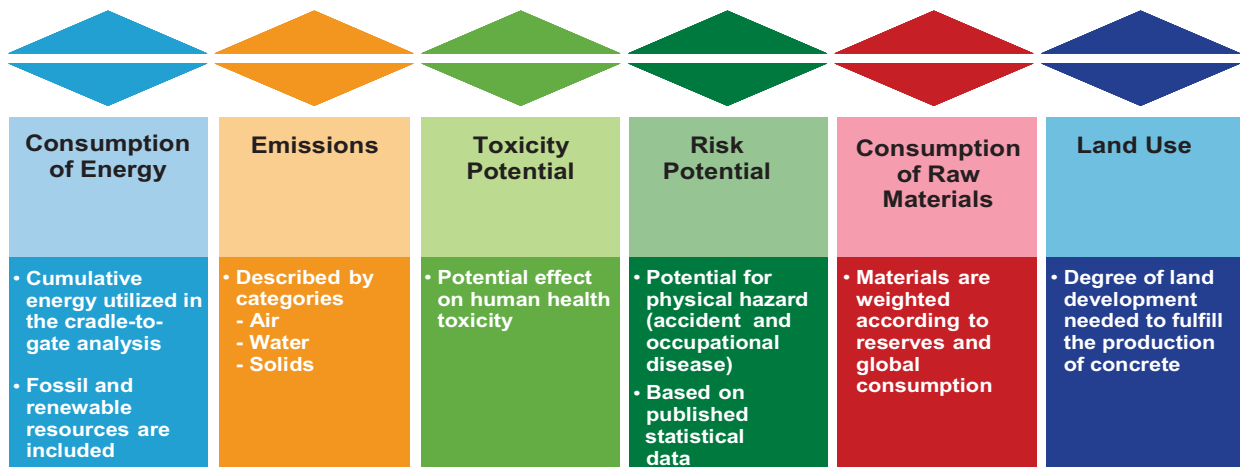 Consumption
of Energy
• Cumulative
energy utilized in
the cradle-to-
gate analysis
• Fossil and
renewable
resources are
included
Emissions
• Described by
categories
- Air
- Water
- Solids
Toxicity
Potential
• Potential effect
on human health
toxicity
Risk
Potential
• Potential for
physical hazard
(accident and
occupational
disease)
• Based on
published
statistical
data
Consumption
of Raw
Materials
• Materials are
weighted
according to
reserves and
global
consumption
Land Use
• Degree of land
development
needed to fulfill
the production
of concrete